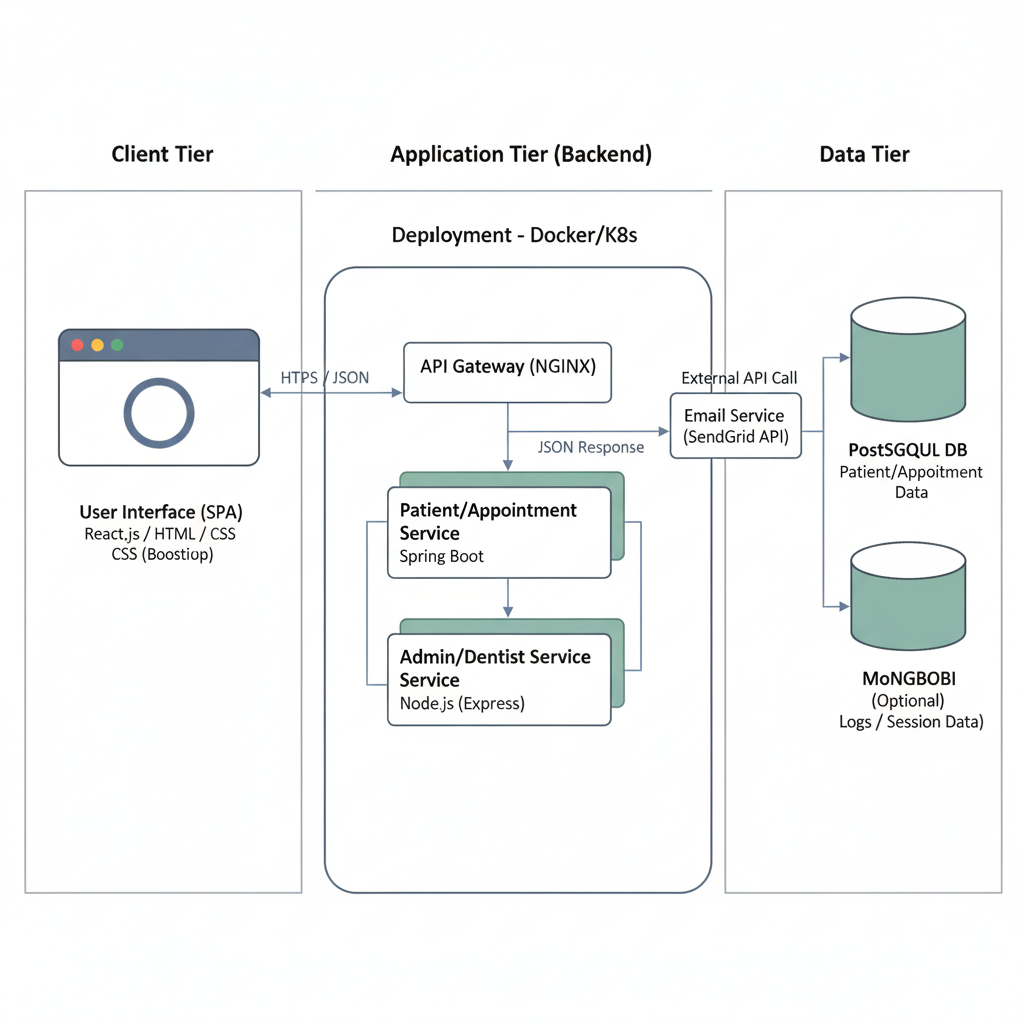 Client Tier
Application Tier (Backend)
Data Tier
Deployment - Docker/K8s
API Gateway (NGINX)
HTPS / JSON
External API Call
Email Service
(SendGrid API)
JSON Response
PostSGQUL DB
Patient/Appoitment
Data
User Interface (SPA)
React.js / HTML / CSS
CSS (Boostiop)
Patient/Appointment
Service
Spring Boot
Admin/Dentist Service
Service
Node.js (Express)
MoNGBOBI
(Optional)
Logs / Session Data)